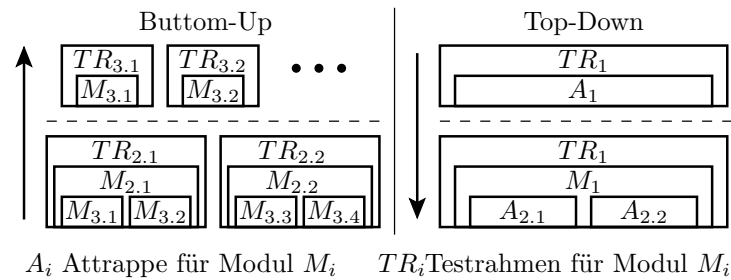 Buttom-Up Top-Down
TR3.1 TR3.2 TR1
M3.1 M3.2 • • • A1
TR2.1 TR2.2 TR1
M2.1 M2.2 M1
M3.1 M3.2 M3.3 M3.4 A2.1 A2.2
Ai Attrappe für Modul Mi TRiTestrahmen für Modul Mi